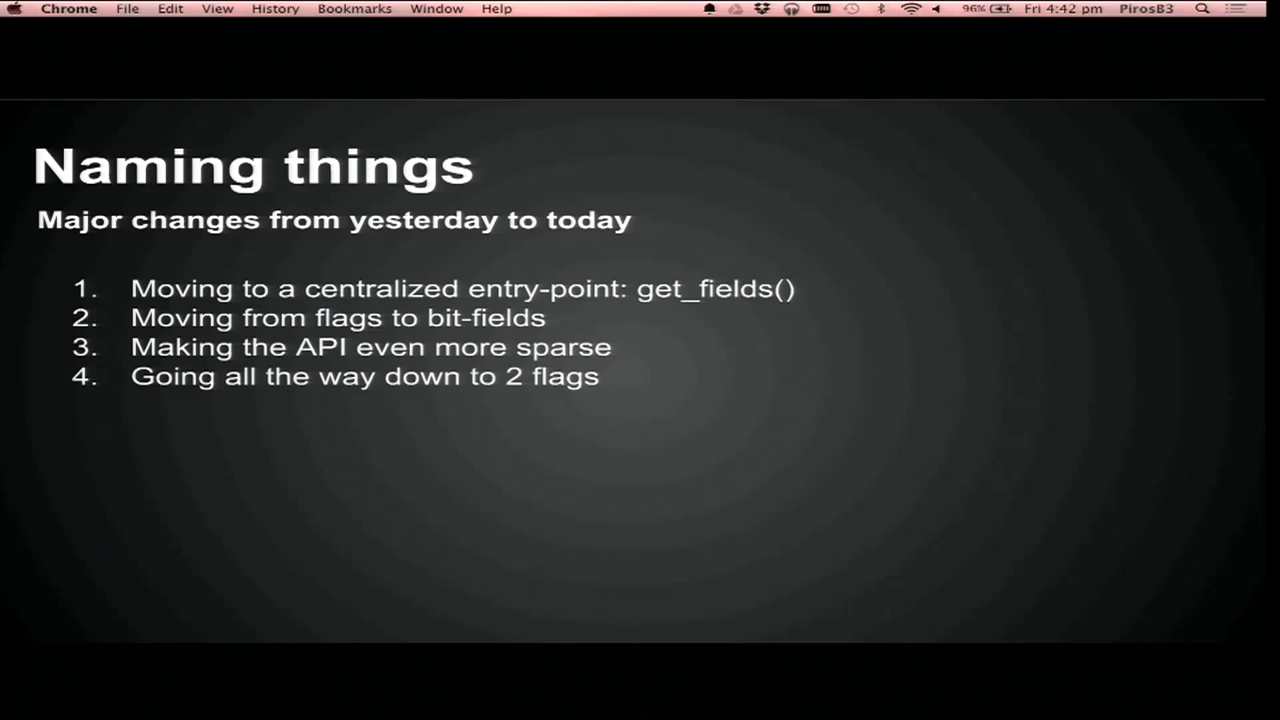 Chrome File Edit View History Bookmarks Window Help 96% Fri 4:42 pm PirosB3
Naming things
Major changes from yesterday to today
1. Moving to a centralized entry-point: get_fields()
2. Moving from flags to bit-fields
3. Making the API even more sparse
4. Going all the way down to 2 flags